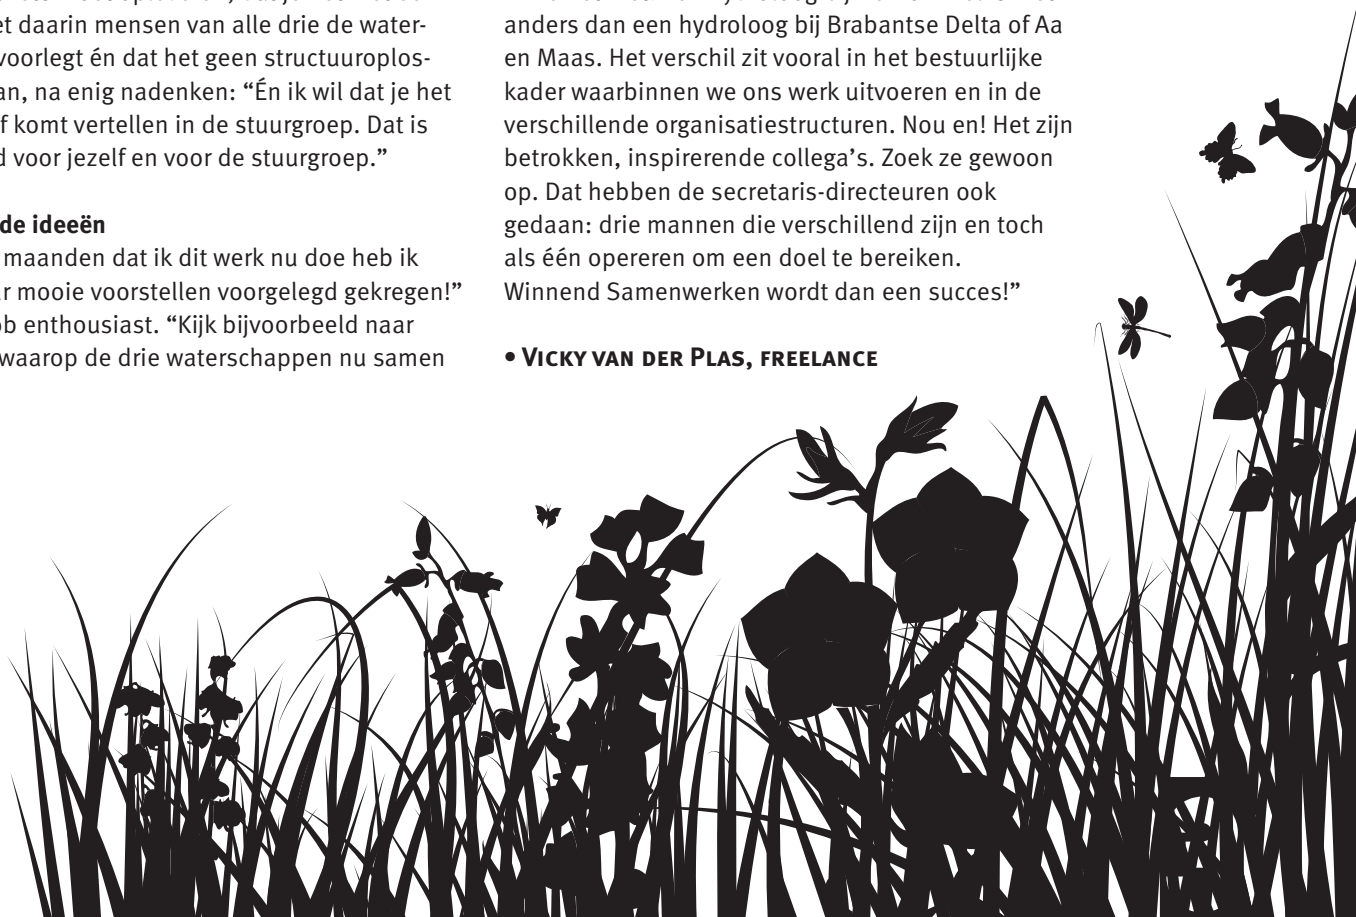 et daarin mensen van alle drie de water-
voorlegt én dat het geen structuuroplos-
an, na enig nadenken: “Én ik wil dat je het
f komt vertellen in de stuurgroep. Dat is
d voor jezelf en voor de stuurgroep.”
de ideeën
maanden dat ik dit werk nu doe heb ik
r mooie voorstellen voorgelegd gekregen!”
ob enthousiast. “Kijk bijvoorbeeld naar
waarop de drie waterschappen nu samen
anders dan een hydroloog bij Brabantse Delta of Aa
en Maas. Het verschil zit vooral in het bestuurlijke
kader waarbinnen we ons werk uitvoeren en in de
verschillende organisatiestructuren. Nou en! Het zijn
betrokken, inspirerende collega’s. Zoek ze gewoon
op. Dat hebben de secretaris-directeuren ook
gedaan: drie mannen die verschillend zijn en toch
als één opereren om een doel te bereiken.
Winnend Samenwerken wordt dan een succes!”
• Vicky van der Plas, freelance